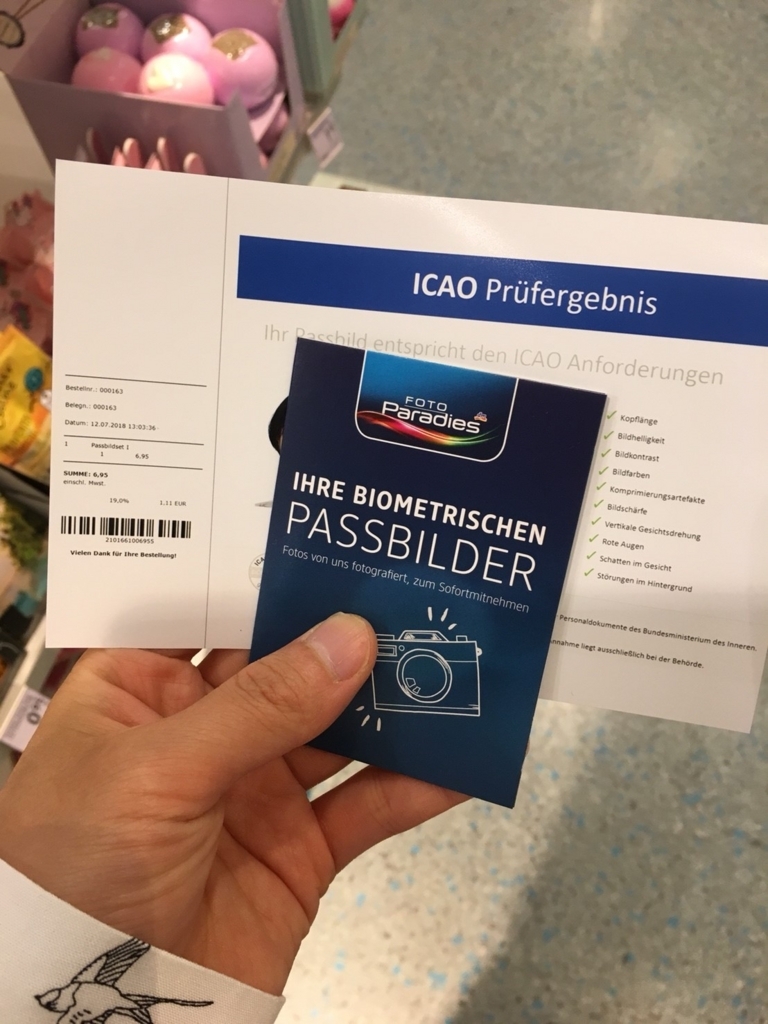 ICAO Prüfergebnis
Ihr Passbild entspricht den ICAO Anforderungen
Bestellnr.: 000163
Belegn.: 000163
Datum: 12.07.2018 13:03:36
1 Passbildset I
1 6,95
SUMME: 6,95
einschl. Mwst.
19,0% 1,11 EUR
2101661006955
Vielen Dank für Ihre Bestellung!
FOTO
Paradies
IHRE BIOMETRISCHEN
PASSBILDER
Fotos von uns fotografiert, zum Sofortmitnehmen
Kopflänge
Bildhelligkeit
Bildkontrast
Bildfarben
Komprimierungsartefakte
Bildschärfe
Vertikale Gesichtsdrehung
Rote Augen
Schatten im Gesicht
Störungen im Hintergrund
Personaldokumente des Bundesministerium des Inneren.
nnahme liegt ausschließlich bei der Behörde.